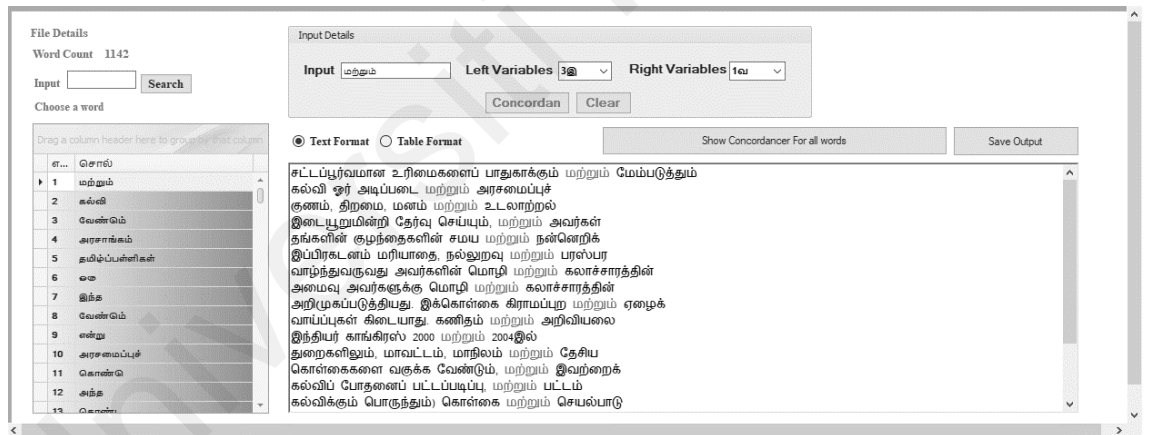 File Details
Word Count 1142
Input Search
Choose a word
Drag a column header here to group by that column
எ... சொல்
1 மற்றும்
2 கல்வி
3 வேண்டும்
4 அரசாங்கம்
5 தமிழ்ப்பள்ளிகள்
6 ஒரு
7 இந்த
8 வேண்டும்
9 என்று
10 அரசமைப்புச்
11 கொண்டு
12 அந்த
13
Input Details
Input மற்றும் Left Variables 3இ Right Variables 1வ
Concordan Clear
Text Format Table Format Show Concordancer For all words Save Output
சட்டப்பூர்வமான உரிமைகளைப் பாதுகாக்கும் மற்றும் மேம்படுத்தும்
கல்வி ஓர் அடிப்படை மற்றும் அரசமைப்புச்
குணம், திறமை, மனம் மற்றும் உடலாற்றல்
இடையூறுமின்றி தேர்வு செய்யும், மற்றும் அவர்கள்
தங்களின் குழந்தைகளின் சமய மற்றும் நன்னெறிக்
இப்பிரகடனம் மரியாதை, நல்லுறவு மற்றும் பரஸ்பர
வாழ்ந்துவருவது அவர்களின் மொழி மற்றும் கலாச்சாரத்தின்
அமைவு அவர்களுக்கு மொழி மற்றும் கலாச்சாரத்தின்
அறிமுகப்படுத்தியது. இக்கொள்கை கிராமப்புற மற்றும் ஏழைக்
வாய்ப்புகள் கிடையாது. கணிதம் மற்றும் அறிவியலை
இந்தியர் காங்கிரஸ் 2000 மற்றும் 2004இல்
துறைகளிலும், மாவட்டம், மாநிலம் மற்றும் தேசிய
கொள்கைகளை வகுக்க வேண்டும், மற்றும் இவற்றைக்
கல்விப் போதனைப் பட்டப்படிப்பு, மற்றும் பட்டம்
கல்விக்கும் பொருந்தும்) கொள்கை மற்றும் செயல்பாடு